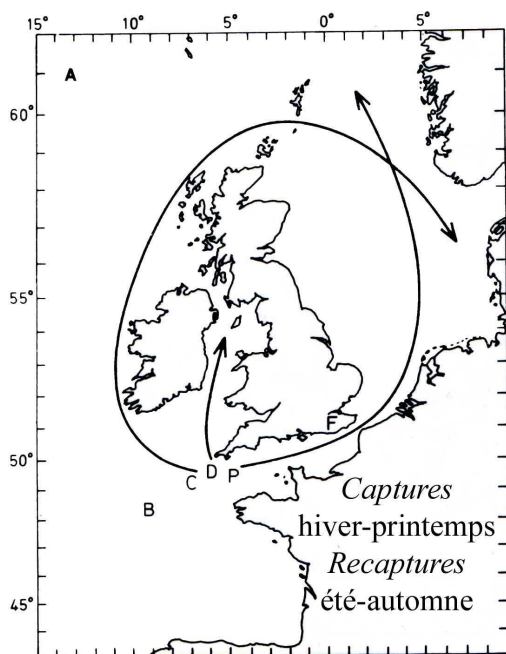 15° 10° 5° 0° 5°
A
60°
55°
F
50°
C D P
B
Captures
hiver-printemps
Recaptures
été-automne
45°